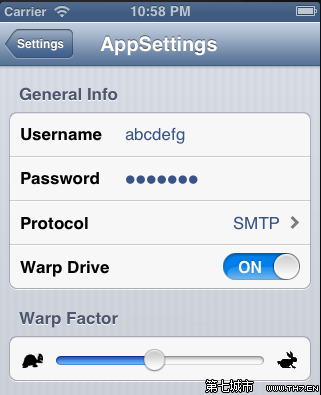 Carrier 10:58 PM
Settings AppSettings
General Info
Username abcdefg
Password •••••••
Protocol SMTP
Warp Drive ON
Warp Factor
第七城市 www.TH7.CN